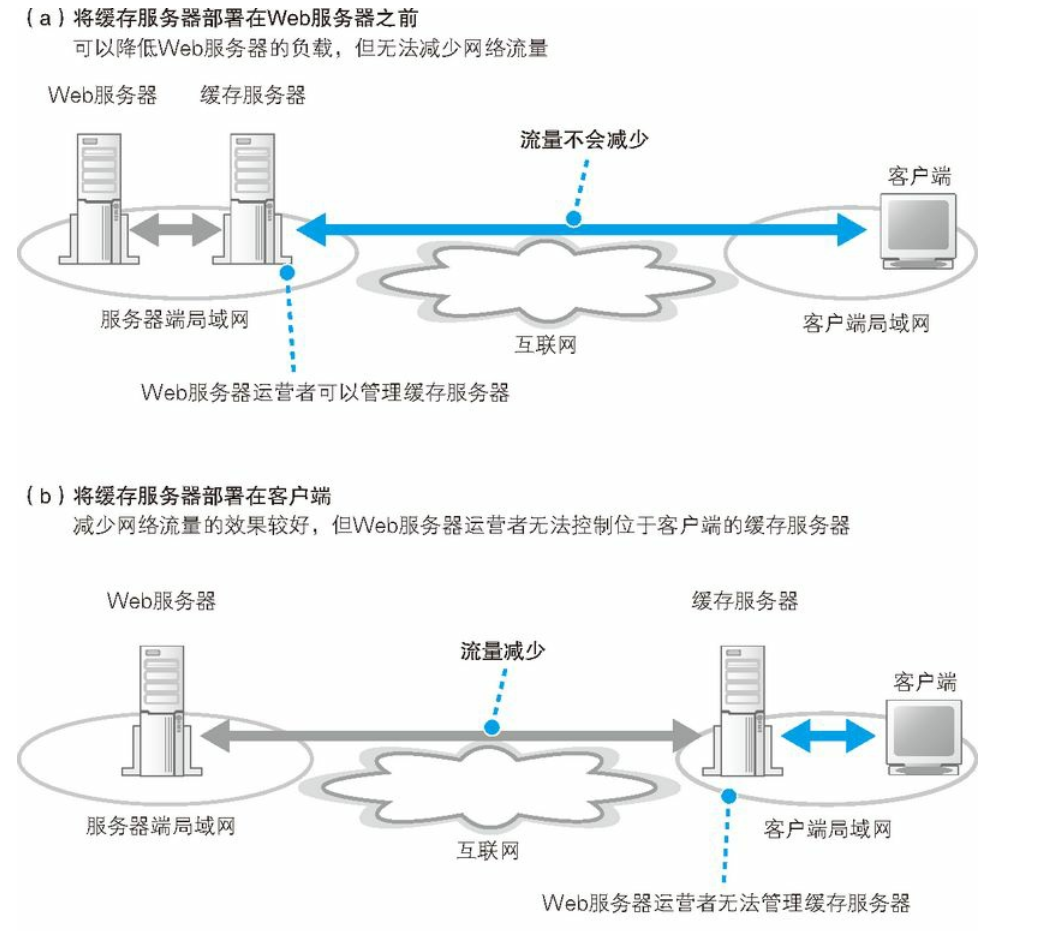 (a)将缓存服务器部署在Web服务器之前
可以降低Web服务器的负载，但无法减少网络流量
Web服务器
缓存服务器
流量不会减少
客户端
服务器端局域网
互联网
客户端局域网
Web服务器运营者可以管理缓存服务器
(b)将缓存服务器部署在客户端
减少网络流量的效果较好，但Web服务器运营者无法控制位于客户端的缓存服务器
Web服务器
缓存服务器
流量减少
客户端
服务器端局域网
互联网
客户端局域网
Web服务器运营者无法管理缓存服务器